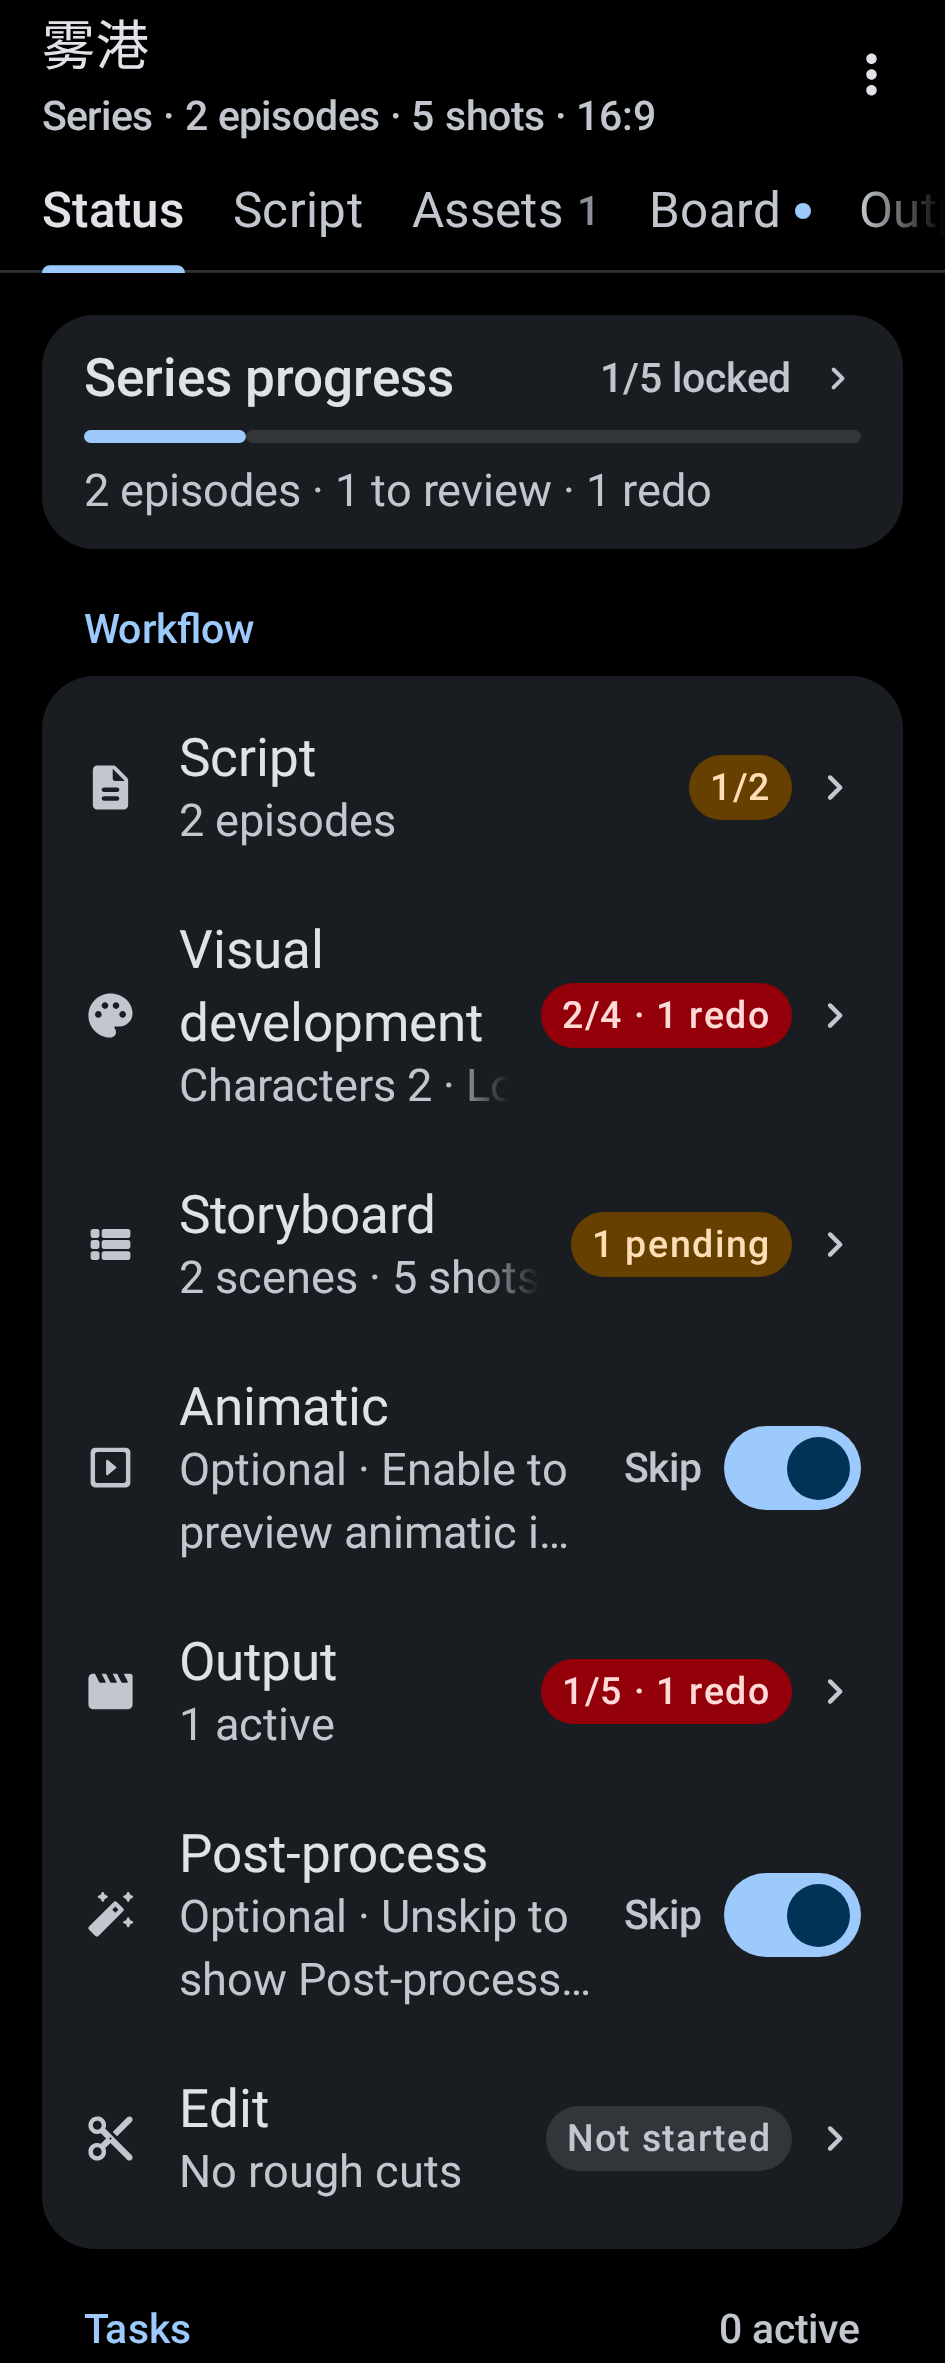 雾港
Series · 2 episodes · 5 shots · 16:9
Status Script Assets 1 Board Out
Series progress 1/5 locked
2 episodes · 1 to review · 1 redo
Workflow
Script
2 episodes
1/2
Visual
development
Characters 2 · Lo
2/4 · 1 redo
Storyboard
2 scenes · 5 shots
1 pending
Animatic
Optional · Enable to
preview animatic i...
Skip
Output
1 active
1/5 · 1 redo
Post-process
Optional · Unskip to
show Post-process...
Skip
Edit
No rough cuts
Not started
Tasks 0 active